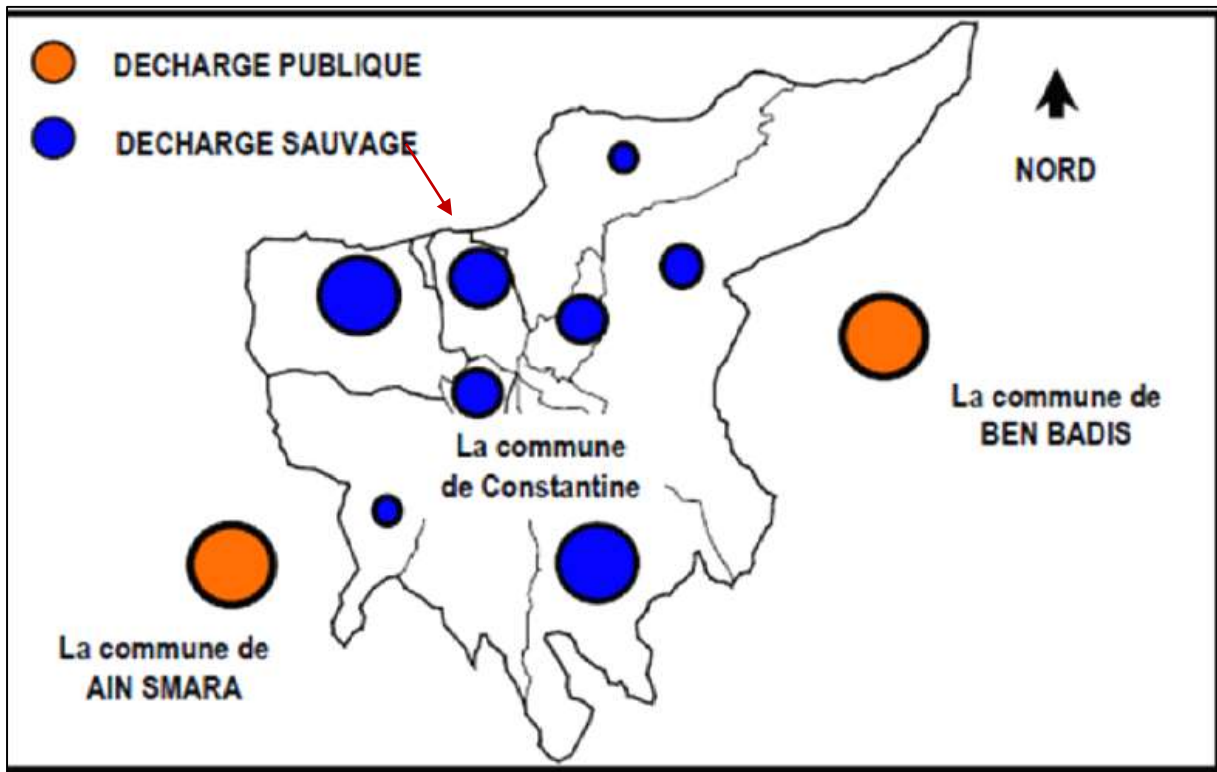 DECHARGE PUBLIQUE
DECHARGE SAUVAGE
NORD
La commune de
BEN BADIS
La commune
de Constantine
La commune de
AIN SMARA